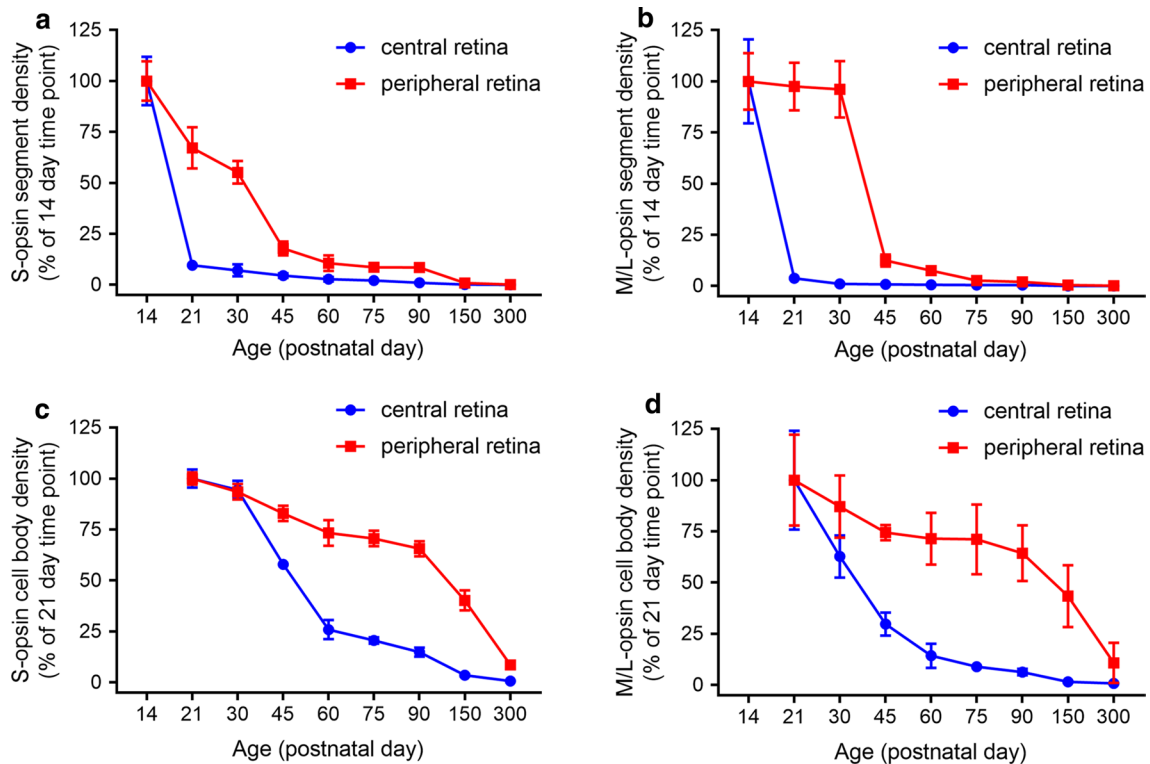 a
S-opsin segment density
(% of 14 day time point)
125
100
75
50
25
0
central retina
peripheral retina
14 21 30 45 60 75 90 150 300
Age (postnatal day)
b
M/L-opsin segment density
(% of 14 day time point)
125
100
75
50
25
0
central retina
peripheral retina
14 21 30 45 60 75 90 150 300
Age (postnatal day)
c
S-opsin cell body density
(% of 21 day time point)
125
100
75
50
25
0
central retina
peripheral retina
14 21 30 45 60 75 90 150 300
Age (postnatal day)
d
M/L-opsin cell body density
(% of 21 day time point)
125
100
75
50
25
0
central retina
peripheral retina
14 21 30 45 60 75 90 150 300
Age (postnatal day)